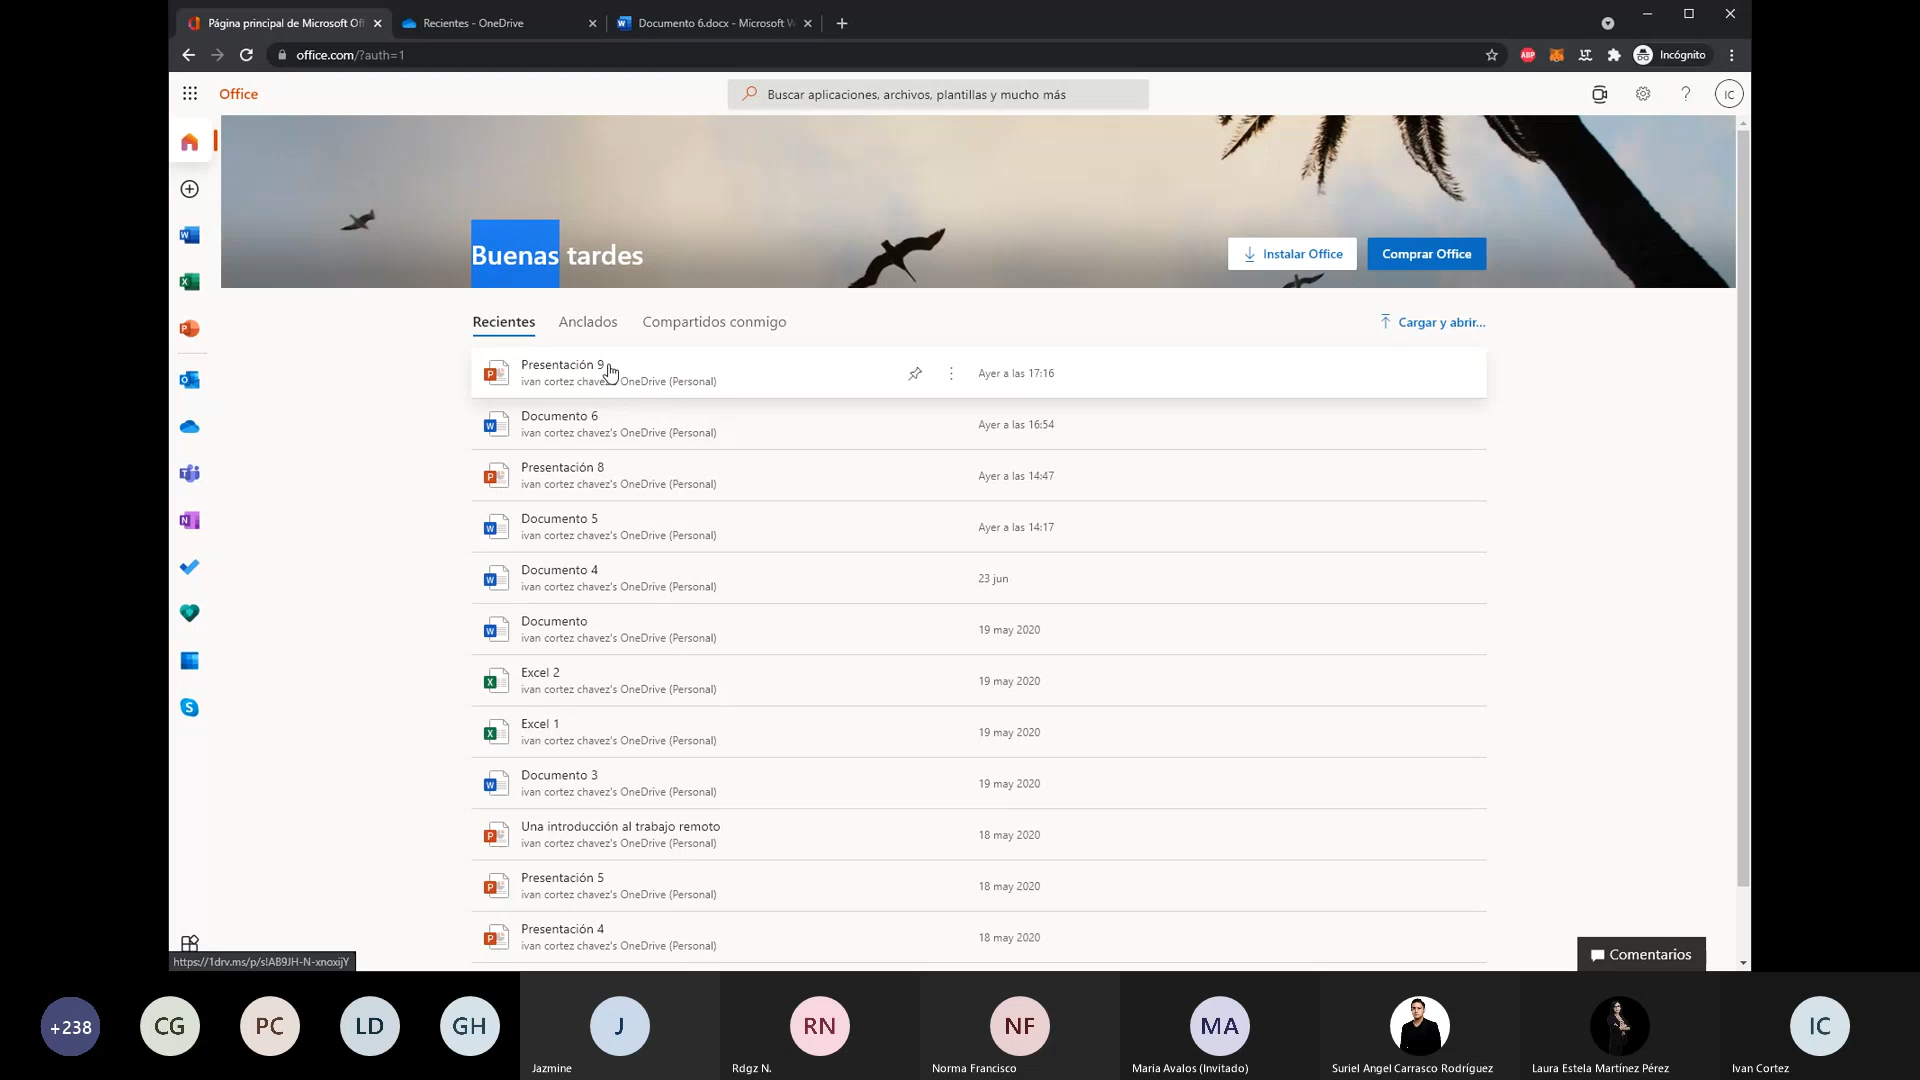 Página principal de Microsoft Off
Recientes - OneDrive
Documento 6.docx - Microsoft W
office.com/?auth=1
ABP
Incógnito
Office
Buscar aplicaciones, archivos, plantillas y mucho más
IC
Buenas tardes
Instalar Office
Comprar Office
Recientes
Anclados
Compartidos conmigo
Cargar y abrir...
Presentación 9
ivan cortez chavez's OneDrive (Personal)
Ayer a las 17:16
Documento 6
ivan cortez chavez's OneDrive (Personal)
Ayer a las 16:54
Presentación 8
ivan cortez chavez's OneDrive (Personal)
Ayer a las 14:47
Documento 5
ivan cortez chavez's OneDrive (Personal)
Ayer a las 14:17
Documento 4
ivan cortez chavez's OneDrive (Personal)
23 jun
Documento
ivan cortez chavez's OneDrive (Personal)
19 may 2020
Excel 2
ivan cortez chavez's OneDrive (Personal)
19 may 2020
Excel 1
ivan cortez chavez's OneDrive (Personal)
19 may 2020
Documento 3
ivan cortez chavez's OneDrive (Personal)
19 may 2020
Una introducción al trabajo remoto
ivan cortez chavez's OneDrive (Personal)
18 may 2020
Presentación 5
ivan cortez chavez's OneDrive (Personal)
18 may 2020
Presentación 4
ivan cortez chavez's OneDrive (Personal)
18 may 2020
Comentarios
https://1drv.ms/p/s!AB9JH-N-xnoxijY
+238
CG
PC
LD
GH
J
RN
NF
MA
IC
Jazmine
Rdgz N.
Norma Francisco
Maria Avalos (Invitado)
Suriel Angel Carrasco Rodríguez
Laura Estela Martínez Pérez
Ivan Cortez